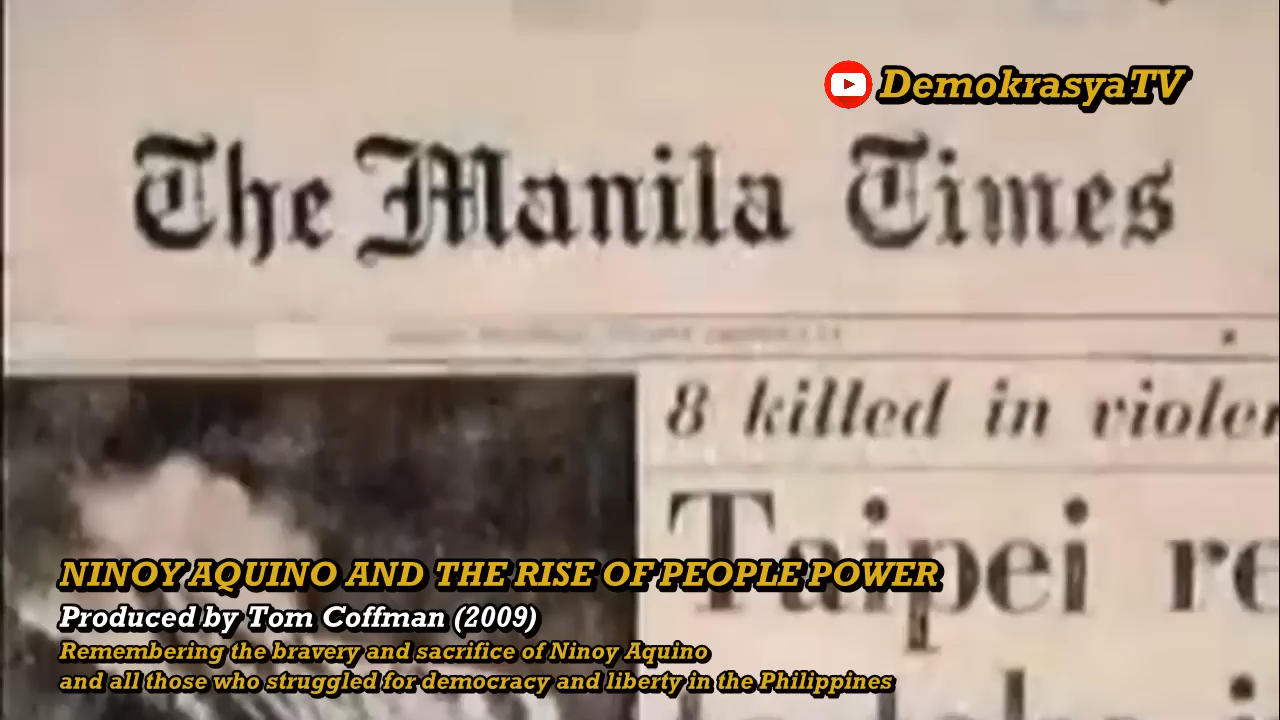 DemokrasyaTV
The Manila Times
8 killed in violen
Taipei re
NINOY AQUINO AND THE RISE OF PEOPLE POWER
Produced by Tom Coffman (2009)
Remembering the bravery and sacrifice of Ninoy Aquino
and all those who struggled for democracy and liberty in the Philippines